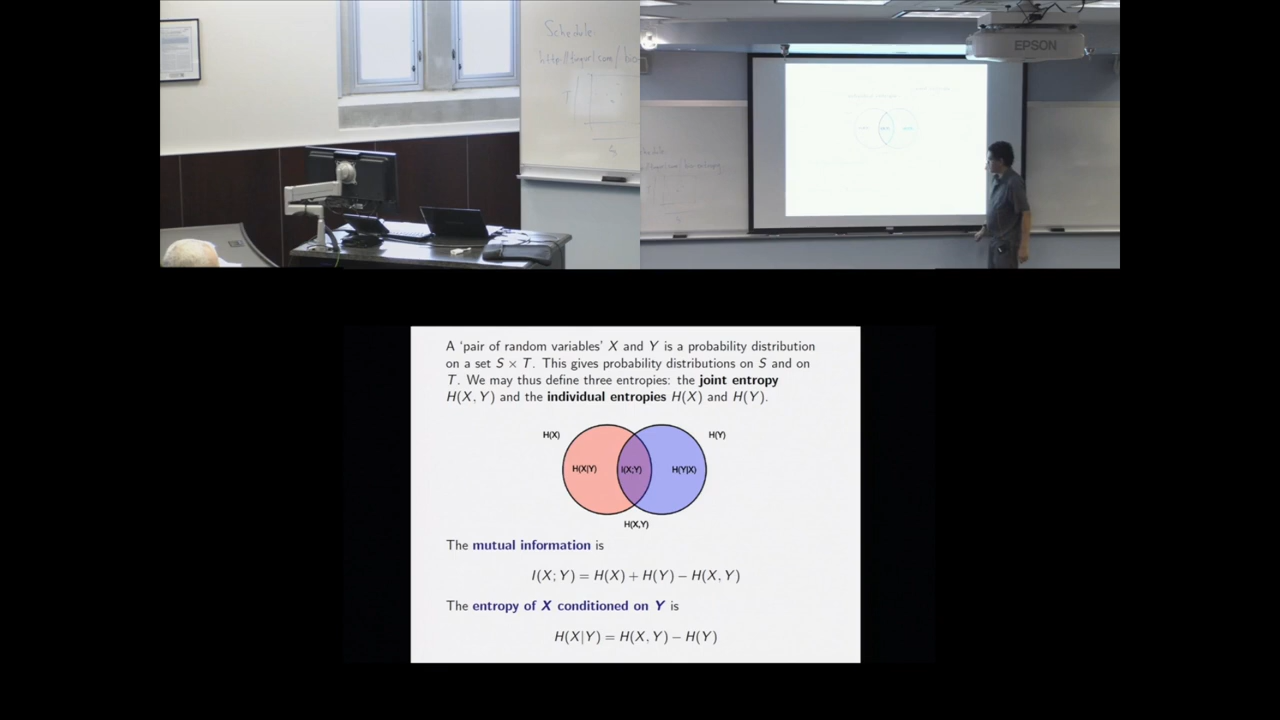 Schedule:
EPSON
A ‘pair of random variables’ X and Y is a probability distribution
on a set S × T. This gives probability distributions on S and on
T. We may thus define three entropies: the joint entropy
H(X, Y) and the individual entropies H(X) and H(Y).
H(X)
H(Y)
H(X|Y)
I(X;Y)
H(Y|X)
H(X,Y)
The mutual information is
I(X; Y) = H(X) + H(Y) − H(X, Y)
The entropy of X conditioned on Y is
H(X|Y) = H(X, Y) − H(Y)